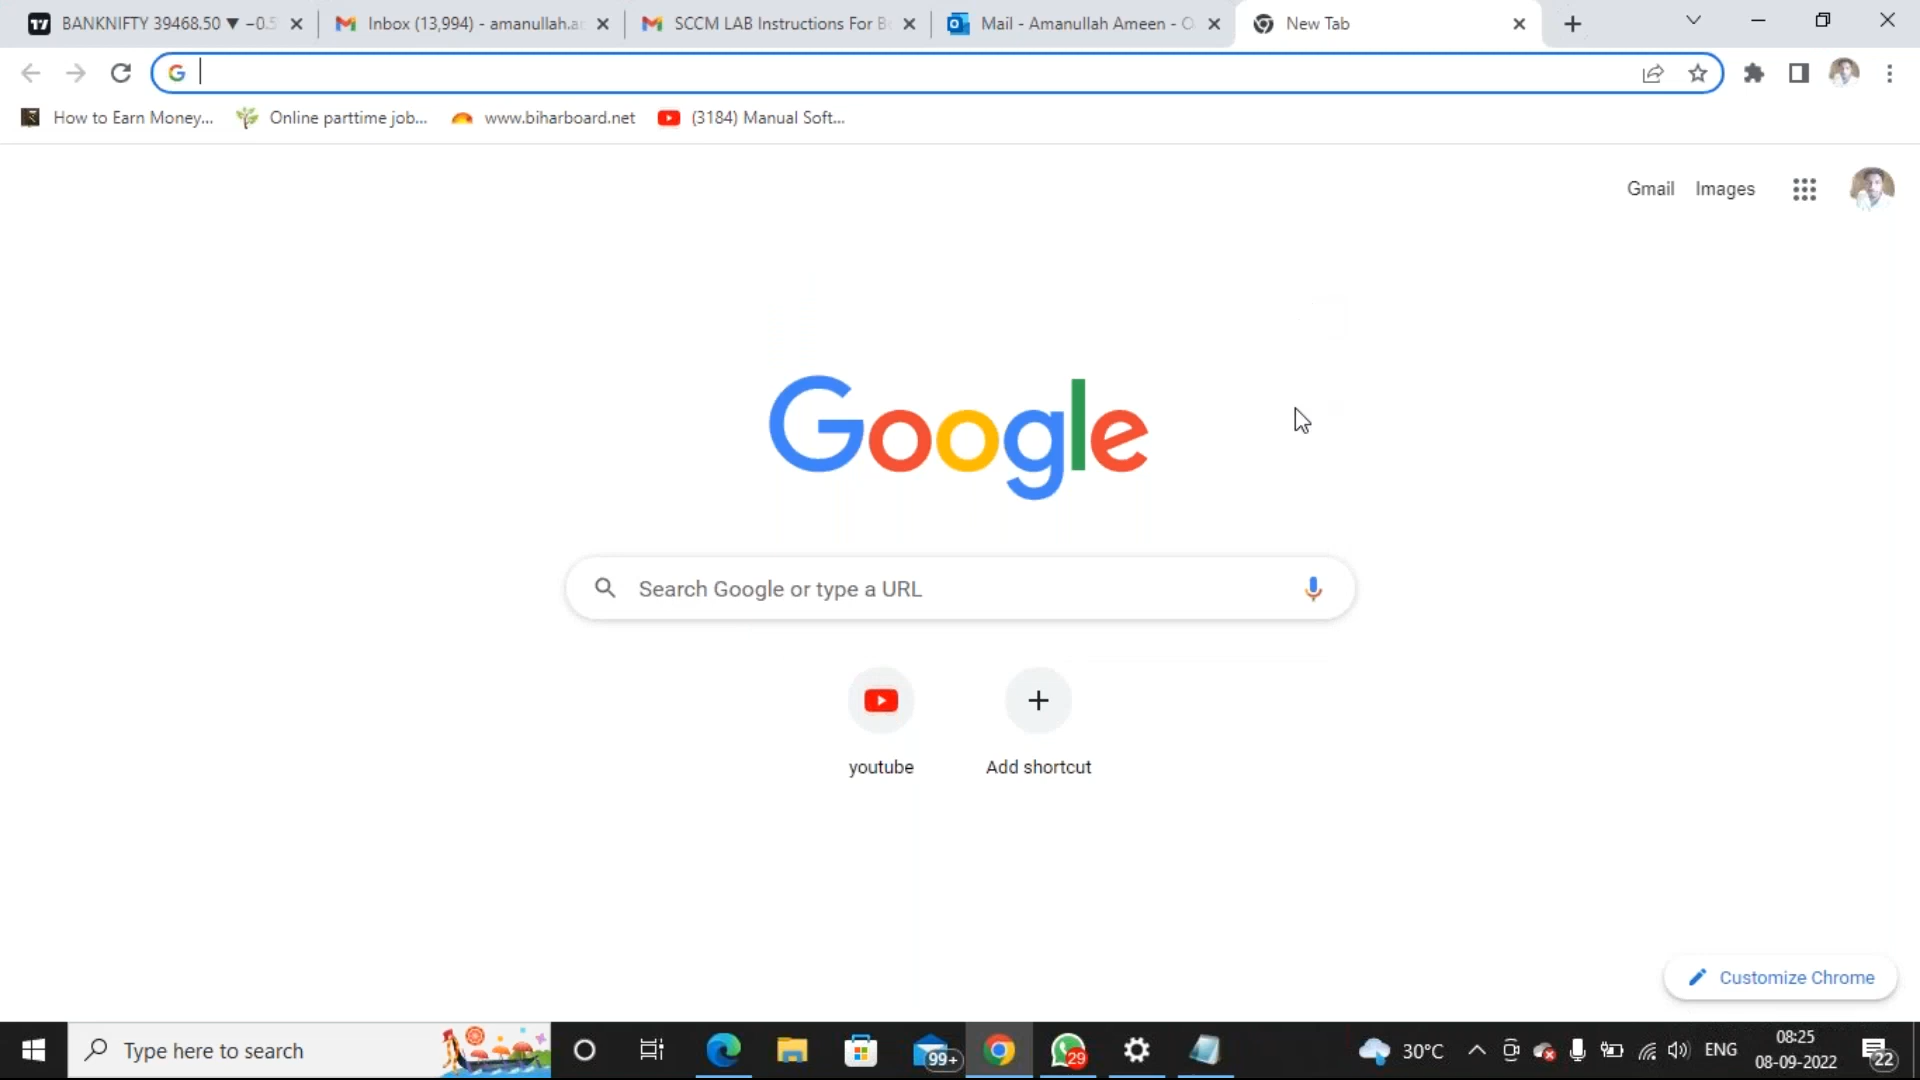 BANKNIFTY 39468.50 ▼ −0.5
Inbox (13,994) - amanullah.a
SCCM LAB Instructions For B
Mail - Amanullah Ameen - O
New Tab
How to Earn Money...
Online parttime job...
www.biharboard.net
(3184) Manual Soft...
Gmail
Images
Google
Search Google or type a URL
youtube
Add shortcut
Customize Chrome
Type here to search
99+
29
30°C
ENG
08:25
08-09-2022
22